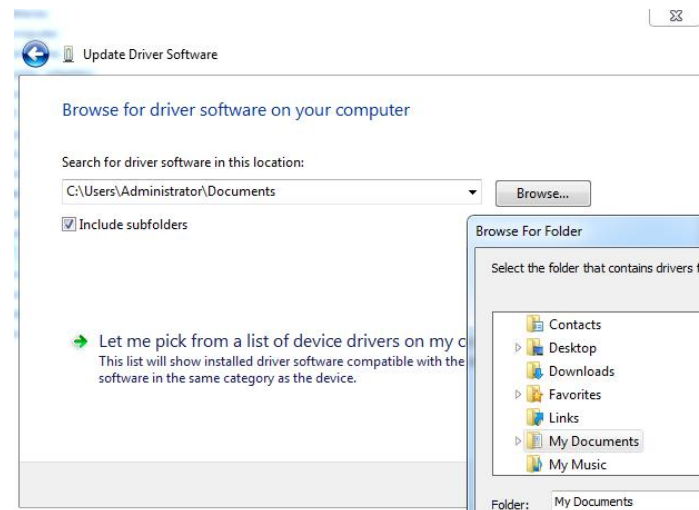 Update Driver Software
Browse for driver software on your computer
Search for driver software in this location:
C:\Users\Administrator\Documents
Browse...
Include subfolders
Browse For Folder
Select the folder that contains drivers
Contacts
Desktop
Downloads
Favorites
Links
My Documents
My Music
Folder: My Documents
Let me pick from a list of device drivers on my
This list will show installed driver software compatible with the
software in the same category as the device.